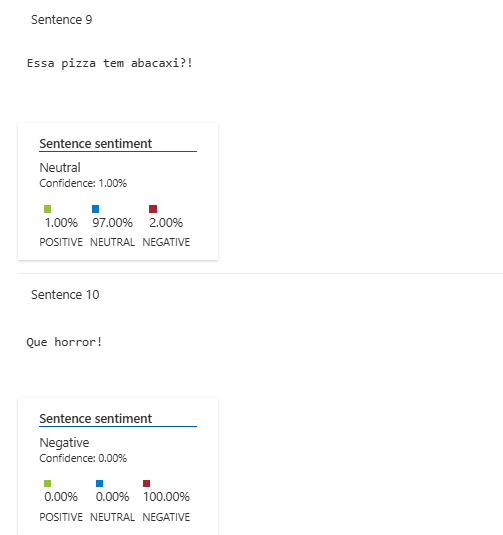 Sentence 9
Essa pizza tem abacaxi?!
Sentence sentiment
Neutral
Confidence: 1.00%
1.00% 97.00% 2.00%
POSITIVE NEUTRAL NEGATIVE
Sentence 10
Que horror!
Sentence sentiment
Negative
Confidence: 0.00%
0.00% 0.00% 100.00%
POSITIVE NEUTRAL NEGATIVE